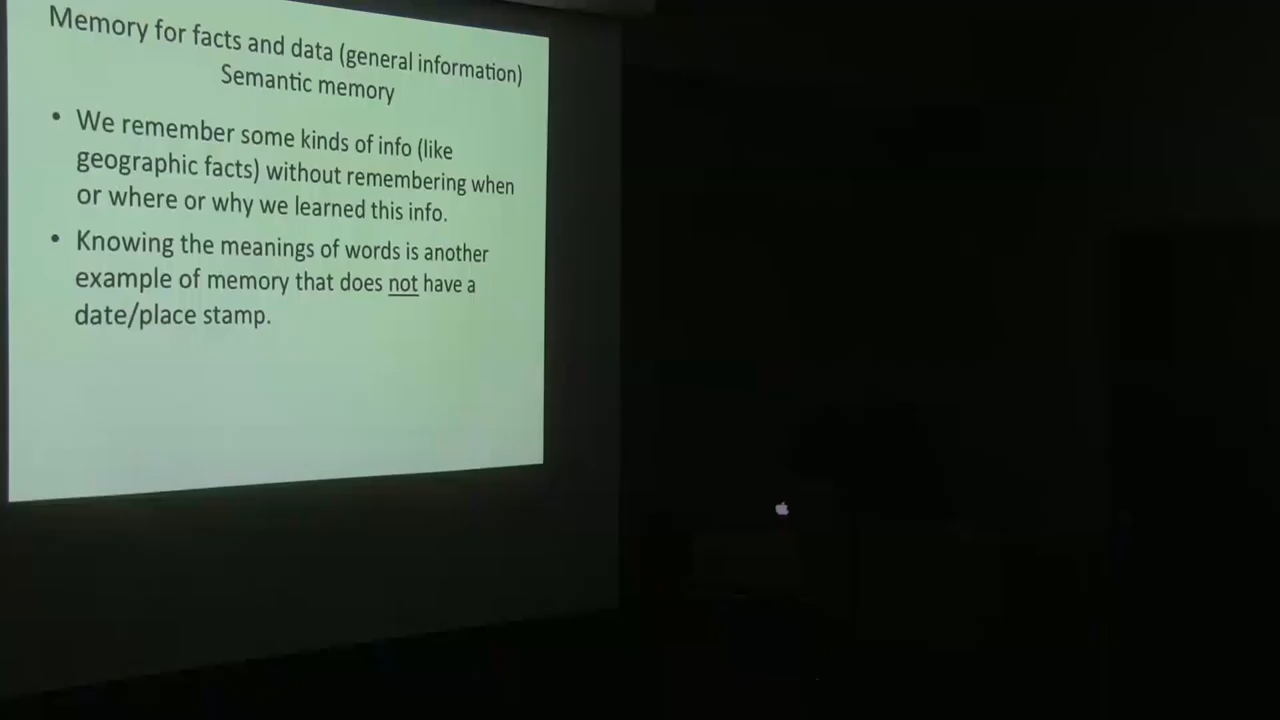 Memory for facts and data (general information)
Semantic memory
• We remember some kinds of info (like
geographic facts) without remembering when
or where or why we learned this info.
• Knowing the meanings of words is another
example of memory that does not have a
date/place stamp.